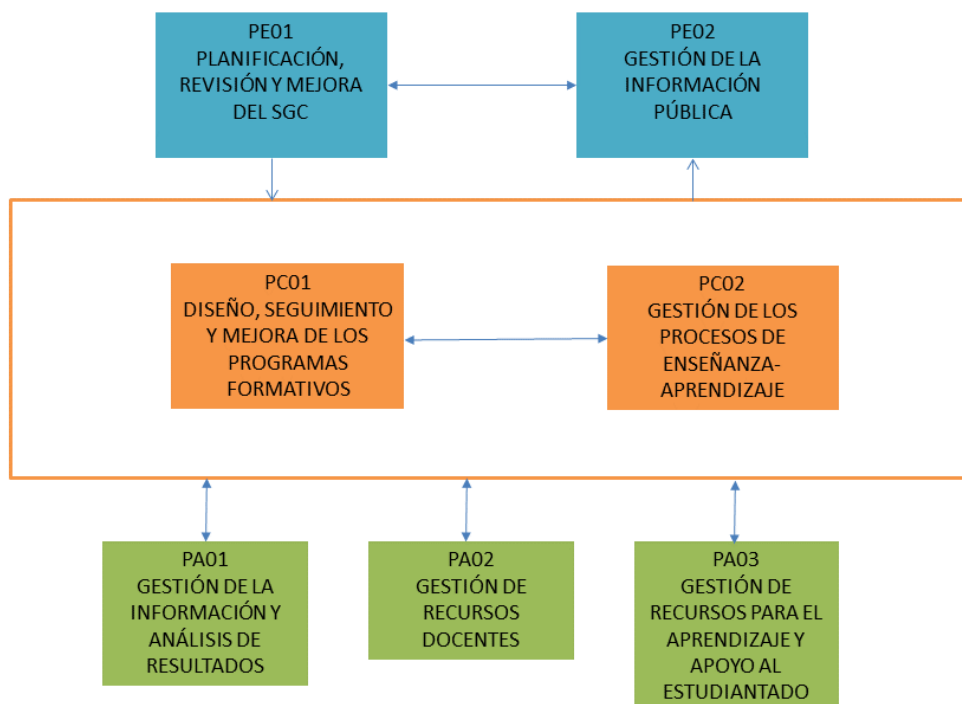 PE01
PLANIFICACIÓN,
REVISIÓN Y MEJORA
DEL SGC
PE02
GESTIÓN DE LA
INFORMACIÓN
PÚBLICA
PC01
DISEÑO, SEGUIMIENTO
Y MEJORA DE LOS
PROGRAMAS
FORMATIVOS
PC02
GESTIÓN DE LOS
PROCESOS DE
ENSEÑANZA-
APRENDIZAJE
PA01
GESTIÓN DE LA
INFORMACIÓN Y
ANÁLISIS DE
RESULTADOS
PA02
GESTIÓN DE
RECURSOS
DOCENTES
PA03
GESTIÓN DE
RECURSOS PARA EL
APRENDIZAJE Y
APOYO AL
ESTUDIANTADO